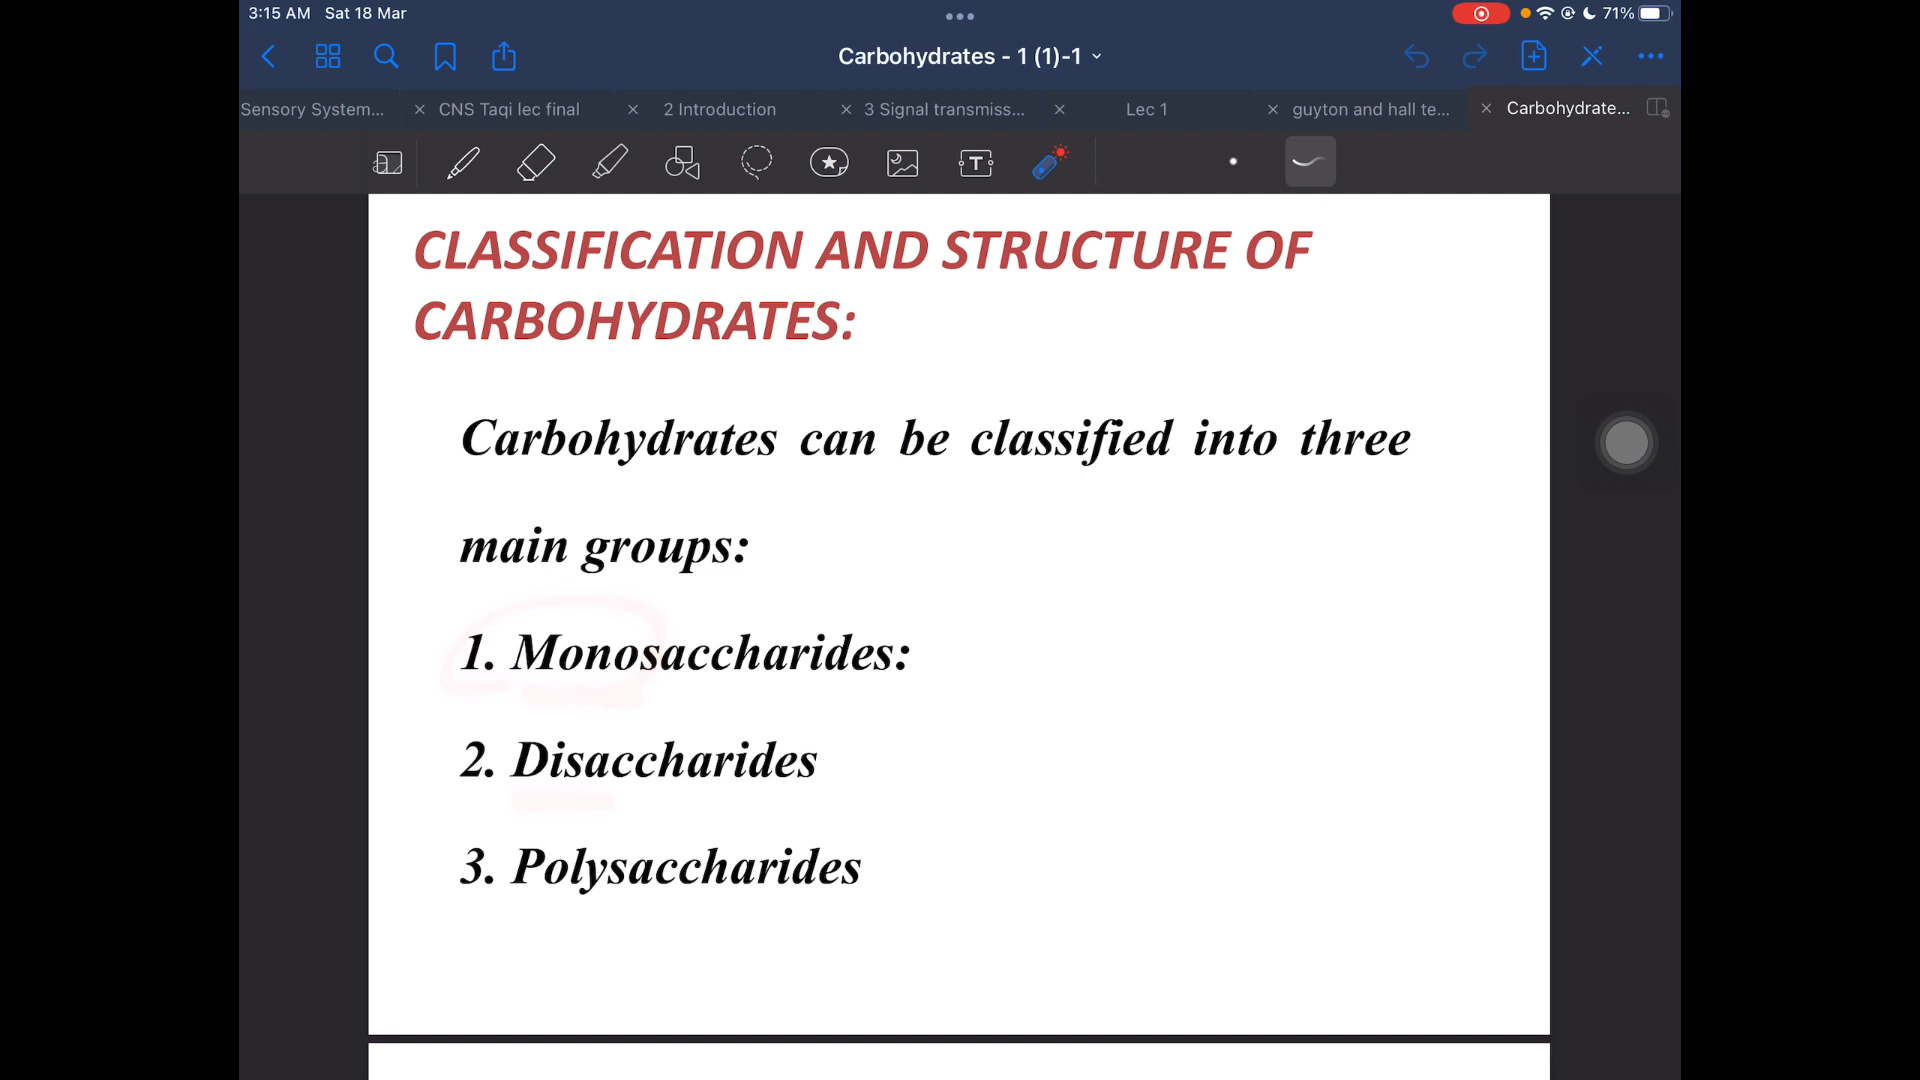 3:15 AM Sat 18 Mar
71%
Carbohydrates - 1 (1)-1
Sensory System...
CNS Taqi lec final
2 Introduction
3 Signal transmiss...
Lec 1
guyton and hall te...
Carbohydrate...
CLASSIFICATION AND STRUCTURE OF
CARBOHYDRATES:
Carbohydrates can be classified into three
main groups:
1. Monosaccharides:
2. Disaccharides
3. Polysaccharides